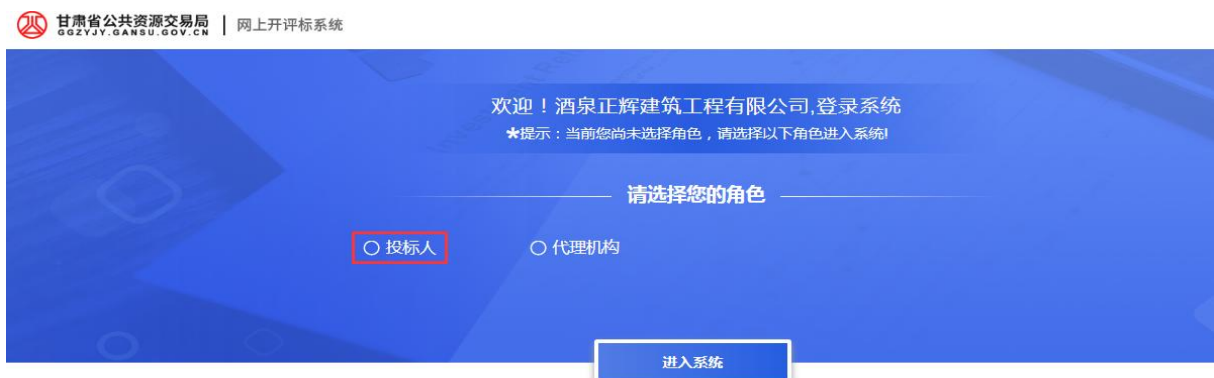 甘肃省公共资源交易局 | 网上开评标系统
GGZYJY.GANSU.GOV.CN
欢迎！酒泉正辉建筑工程有限公司,登录系统
*提示：当前您尚未选择角色，请选择以下角色进入系统!
请选择您的角色
投标人 代理机构
进入系统